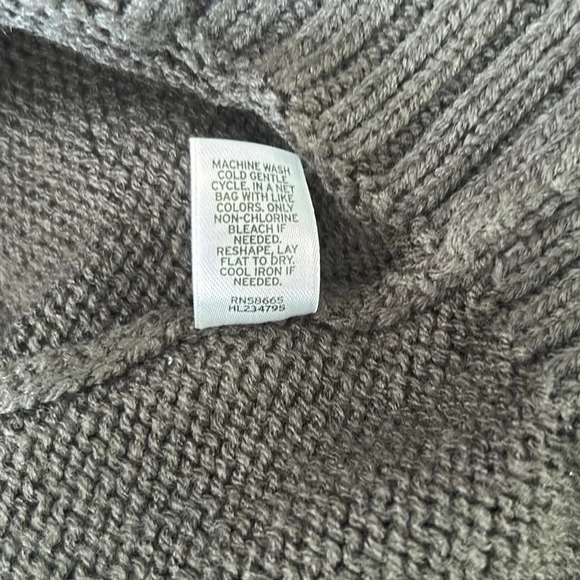 MACHINE WASH
COLD GENTLE
CYCLE. IN A NET
BAG WITH LIKE
COLORS. ONLY
NON-CHLORINE
BLEACH IF
NEEDED.
RESHAPE, LAY
FLAT TO DRY.
COOL IRON IF
NEEDED.
RN58665
HL234795